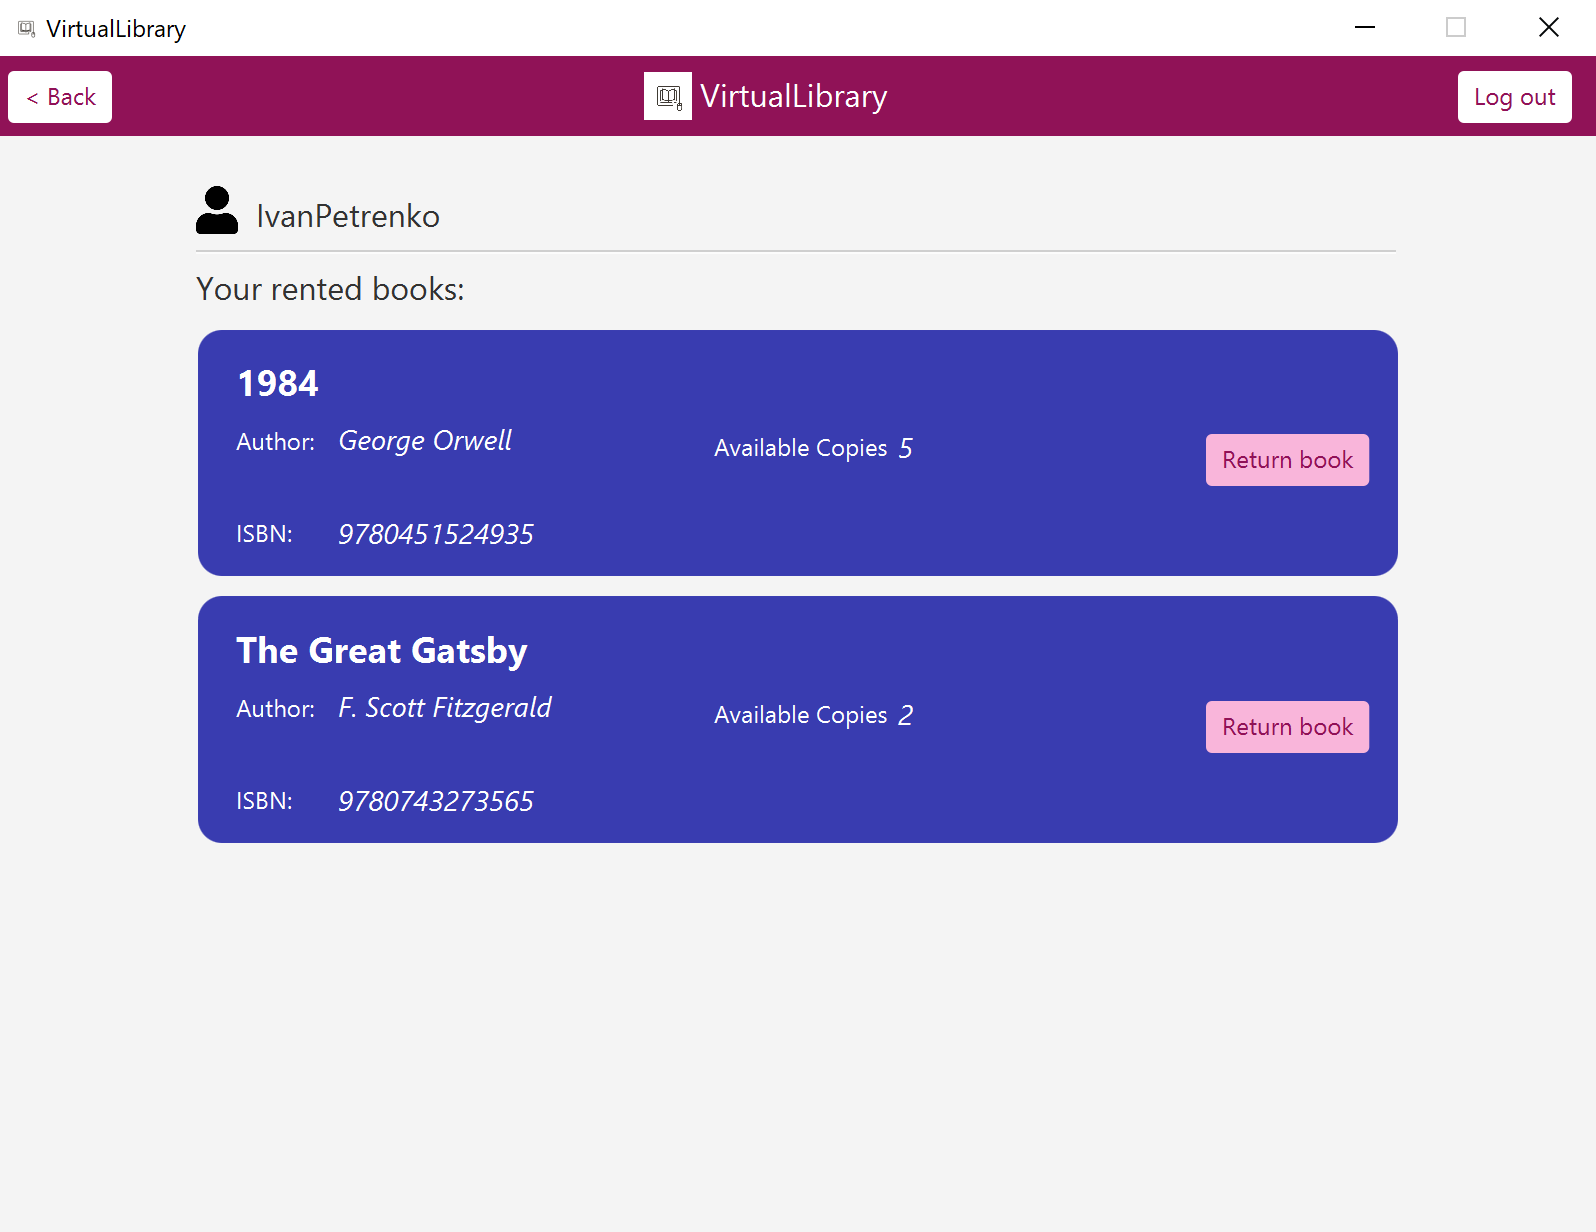 VirtualLibrary
< Back
VirtualLibrary
Log out
IvanPetrenko
Your rented books:
1984
Author: George Orwell
Available Copies 5
Return book
ISBN: 9780451524935
The Great Gatsby
Author: F. Scott Fitzgerald
Available Copies 2
Return book
ISBN: 9780743273565